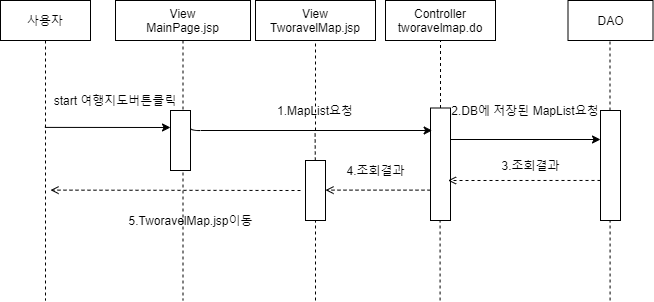 사용자
View
MainPage.jsp
View
TworavelMap.jsp
Controller
tworavelmap.do
DAO
start 여행지도버튼클릭
1.MapList요청
2.DB에 저장된 MapList요청
3.조회결과
4.조회결과
5.TworavelMap.jsp이동